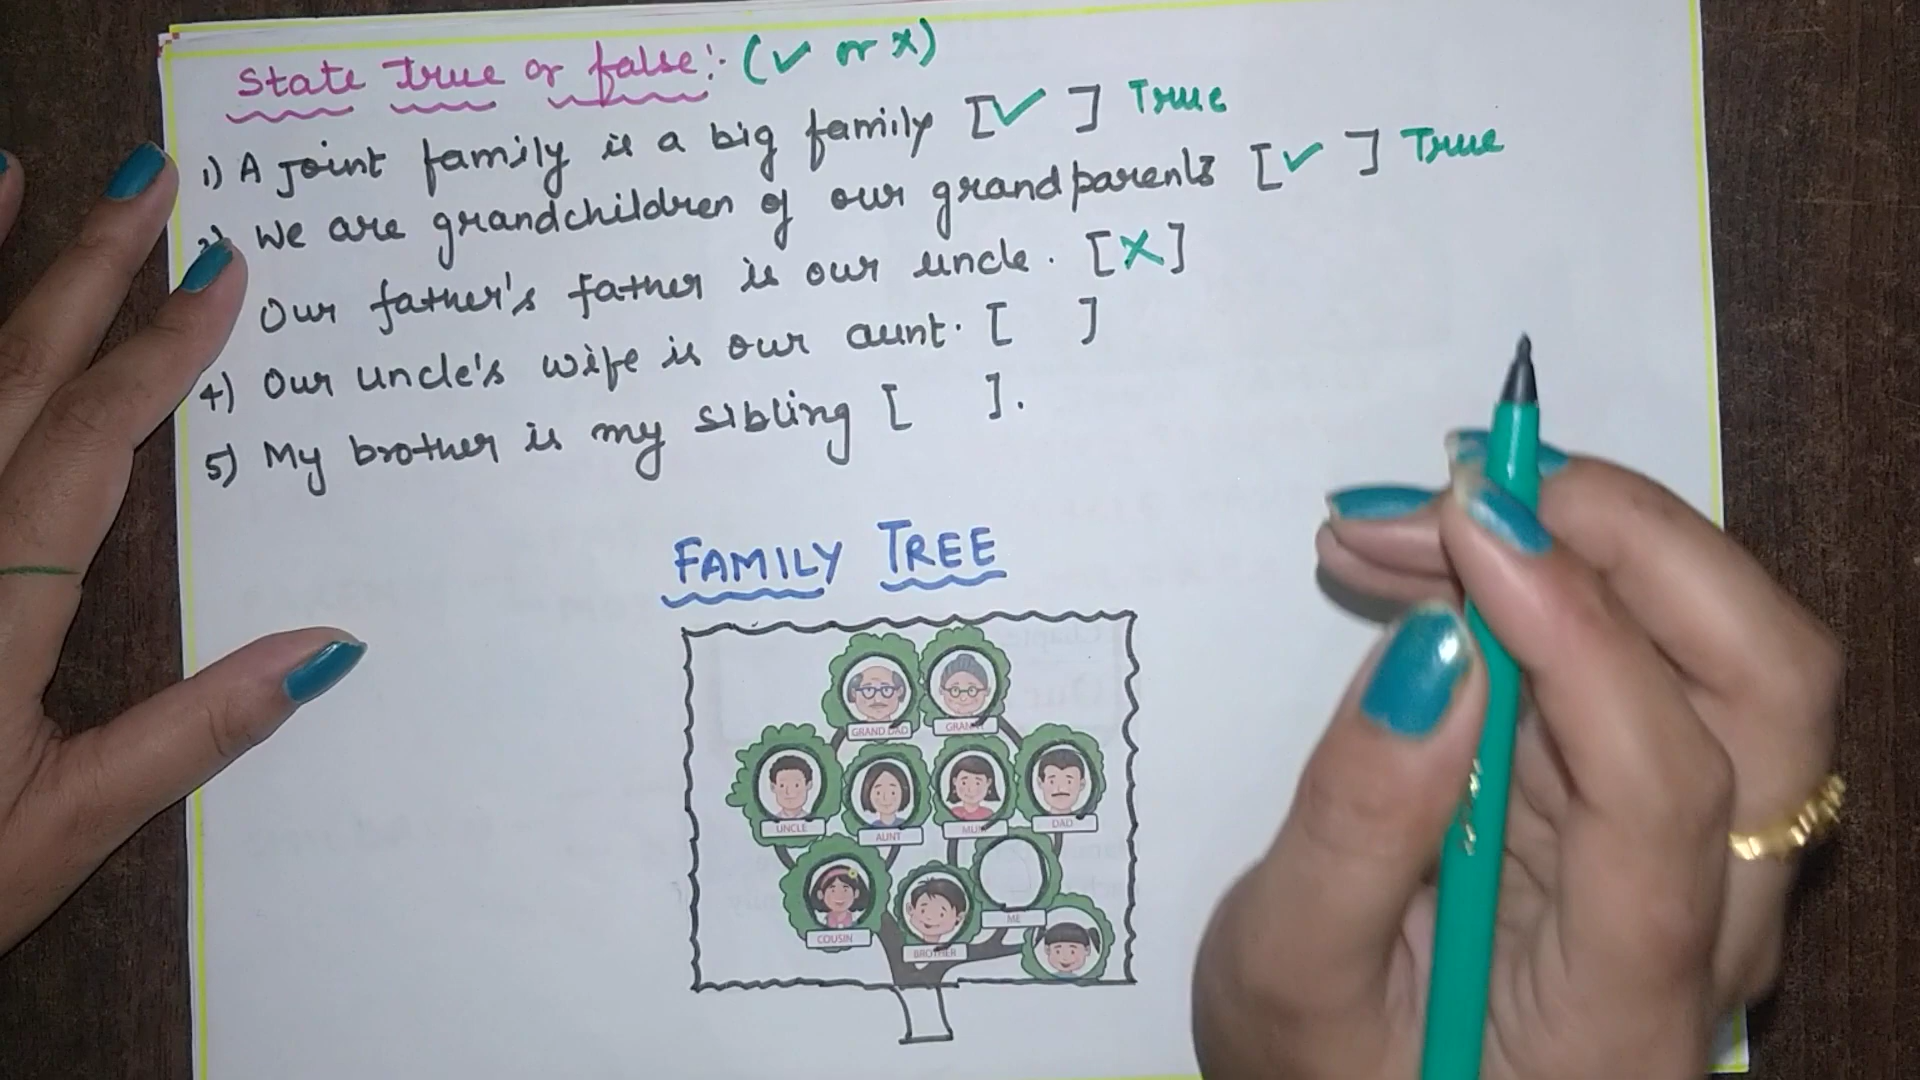 State true or false:- (✓ or x)
1) A Joint family is a big family [✓ ] True
2) We are grandchildren of our grandparents [✓ ] True
Our father's father is our uncle. [x]
4) Our uncle's wife is our aunt. [ ]
5) My brother is my sibling [ ].
FAMILY TREE
GRAND DAD
UNCLE
AUNT
DAD
COUSIN
BROTHER
ME